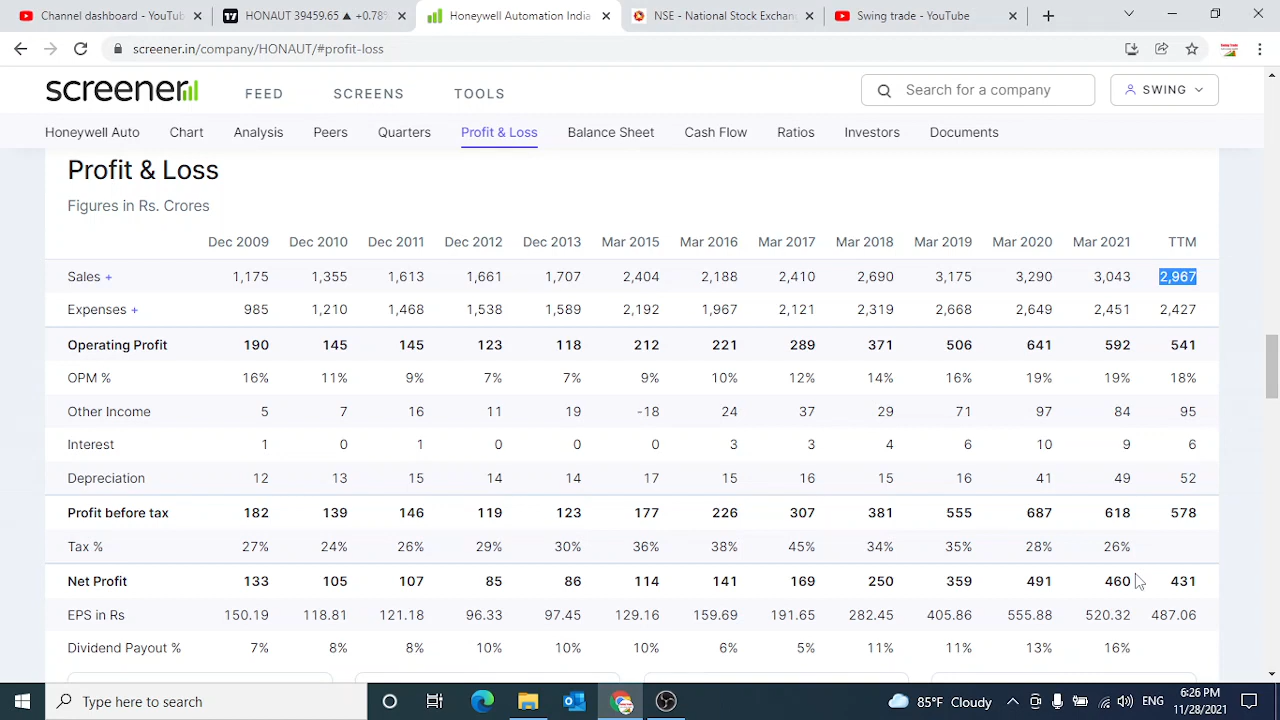 Channel dashboard - YouTub
HONAUT 39459.65 ▲ +0.78%
Honeywell Automation India
NSE - National Stock Exchan
Swing trade - YouTube
screener.in/company/HONAUT/#profit-loss
screener
FEED
SCREENS
TOOLS
Search for a company
SWING
Honeywell Auto
Chart
Analysis
Peers
Quarters
Profit & Loss
Balance Sheet
Cash Flow
Ratios
Investors
Documents
Profit & Loss
Figures in Rs. Crores
Dec 2009 Dec 2010 Dec 2011 Dec 2012 Dec 2013 Mar 2015 Mar 2016 Mar 2017 Mar 2018 Mar 2019 Mar 2020 Mar 2021 TTM
Sales + 1,175 1,355 1,613 1,661 1,707 2,404 2,188 2,410 2,690 3,175 3,290 3,043 2,967
Expenses + 985 1,210 1,468 1,538 1,589 2,192 1,967 2,121 2,319 2,668 2,649 2,451 2,427
Operating Profit 190 145 145 123 118 212 221 289 371 506 641 592 541
OPM % 16% 11% 9% 7% 7% 9% 10% 12% 14% 16% 19% 19% 18%
Other Income 5 7 16 11 19 -18 24 37 29 71 97 84 95
Interest 1 0 1 0 0 0 3 3 4 6 10 9 6
Depreciation 12 13 15 14 14 17 15 16 15 16 41 49 52
Profit before tax 182 139 146 119 123 177 226 307 381 555 687 618 578
Tax % 27% 24% 26% 29% 30% 36% 38% 45% 34% 35% 28% 26%
Net Profit 133 105 107 85 86 114 141 169 250 359 491 460 431
EPS in Rs 150.19 118.81 121.18 96.33 97.45 129.16 159.69 191.65 282.45 405.86 555.88 520.32 487.06
Dividend Payout % 7% 8% 8% 10% 10% 10% 6% 5% 11% 11% 13% 16%
Type here to search
85°F Cloudy
ENG
6:26 PM
11/28/2021